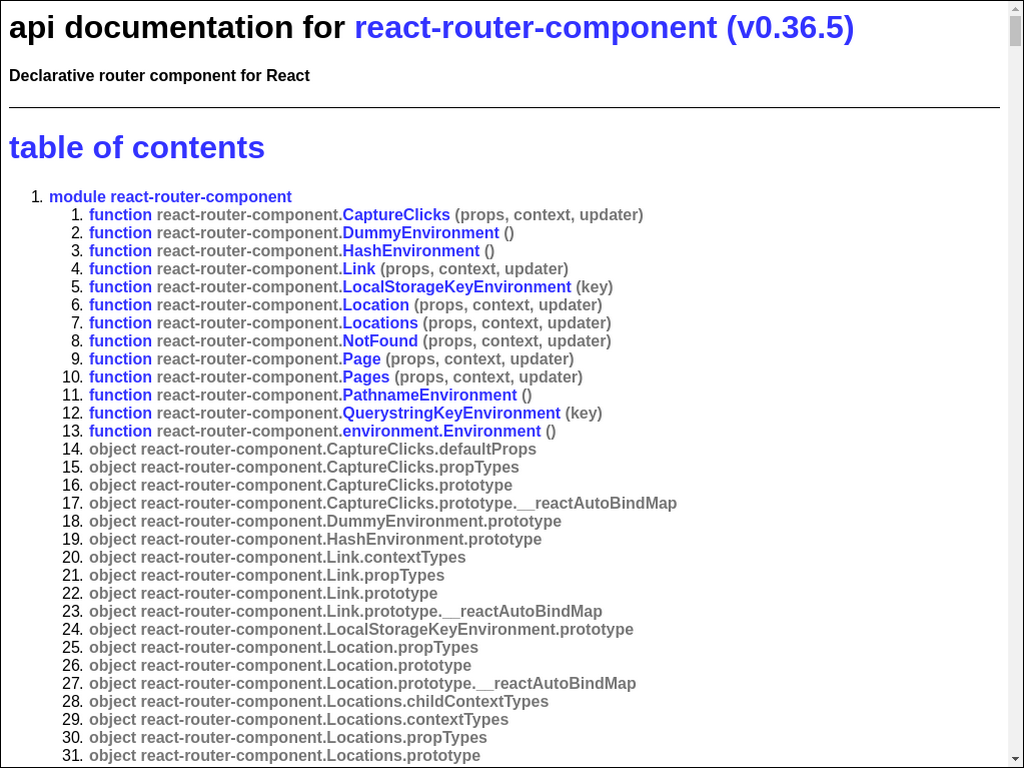 api documentation for react-router-component (v0.36.5)
Declarative router component for React
table of contents
1. module react-router-component
1. function react-router-component.CaptureClicks (props, context, updater)
2. function react-router-component.DummyEnvironment ()
3. function react-router-component.HashEnvironment ()
4. function react-router-component.Link (props, context, updater)
5. function react-router-component.LocalStorageKeyEnvironment (key)
6. function react-router-component.Location (props, context, updater)
7. function react-router-component.Locations (props, context, updater)
8. function react-router-component.NotFound (props, context, updater)
9. function react-router-component.Page (props, context, updater)
10. function react-router-component.Pages (props, context, updater)
11. function react-router-component.PathnameEnvironment ()
12. function react-router-component.QuerystringKeyEnvironment (key)
13. function react-router-component.environment.Environment ()
14. object react-router-component.CaptureClicks.defaultProps
15. object react-router-component.CaptureClicks.propTypes
16. object react-router-component.CaptureClicks.prototype
17. object react-router-component.CaptureClicks.prototype.__reactAutoBindMap
18. object react-router-component.DummyEnvironment.prototype
19. object react-router-component.HashEnvironment.prototype
20. object react-router-component.Link.contextTypes
21. object react-router-component.Link.propTypes
22. object react-router-component.Link.prototype
23. object react-router-component.Link.prototype.__reactAutoBindMap
24. object react-router-component.LocalStorageKeyEnvironment.prototype
25. object react-router-component.Location.propTypes
26. object react-router-component.Location.prototype
27. object react-router-component.Location.prototype.__reactAutoBindMap
28. object react-router-component.Locations.childContextTypes
29. object react-router-component.Locations.contextTypes
30. object react-router-component.Locations.propTypes
31. object react-router-component.Locations.prototype